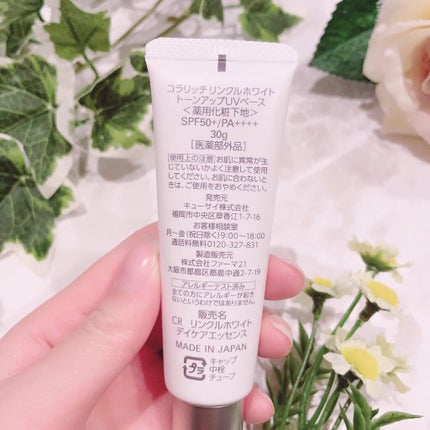 コラリッチ リンクルホワイト
トーンアップUVベース
<薬用化粧下地>
SPF50+/PA++++
30g
[医薬部外品]
使用上の注意 お肌に異常が生
じていないかよく注意して使用
してください。お肌に合わないと
きは、ご使用をおやめください。
発売元
キューサイ株式会社
福岡市中央区草香江1-7-16
お客様相談室
月〜金(祝日除く)9:00〜18:00
通話料無料0120-327-831
製造販売元
株式会社ファーマ21
大阪市都島区都島中通2-7-19
アレルギーテスト済み
全ての方にアレルギーが起き
ないというわけではありません。
販売名
CR リンクルホワイト
デイケアエッセンス
MADE IN JAPAN
タラ
キャップ
中栓
チューブ